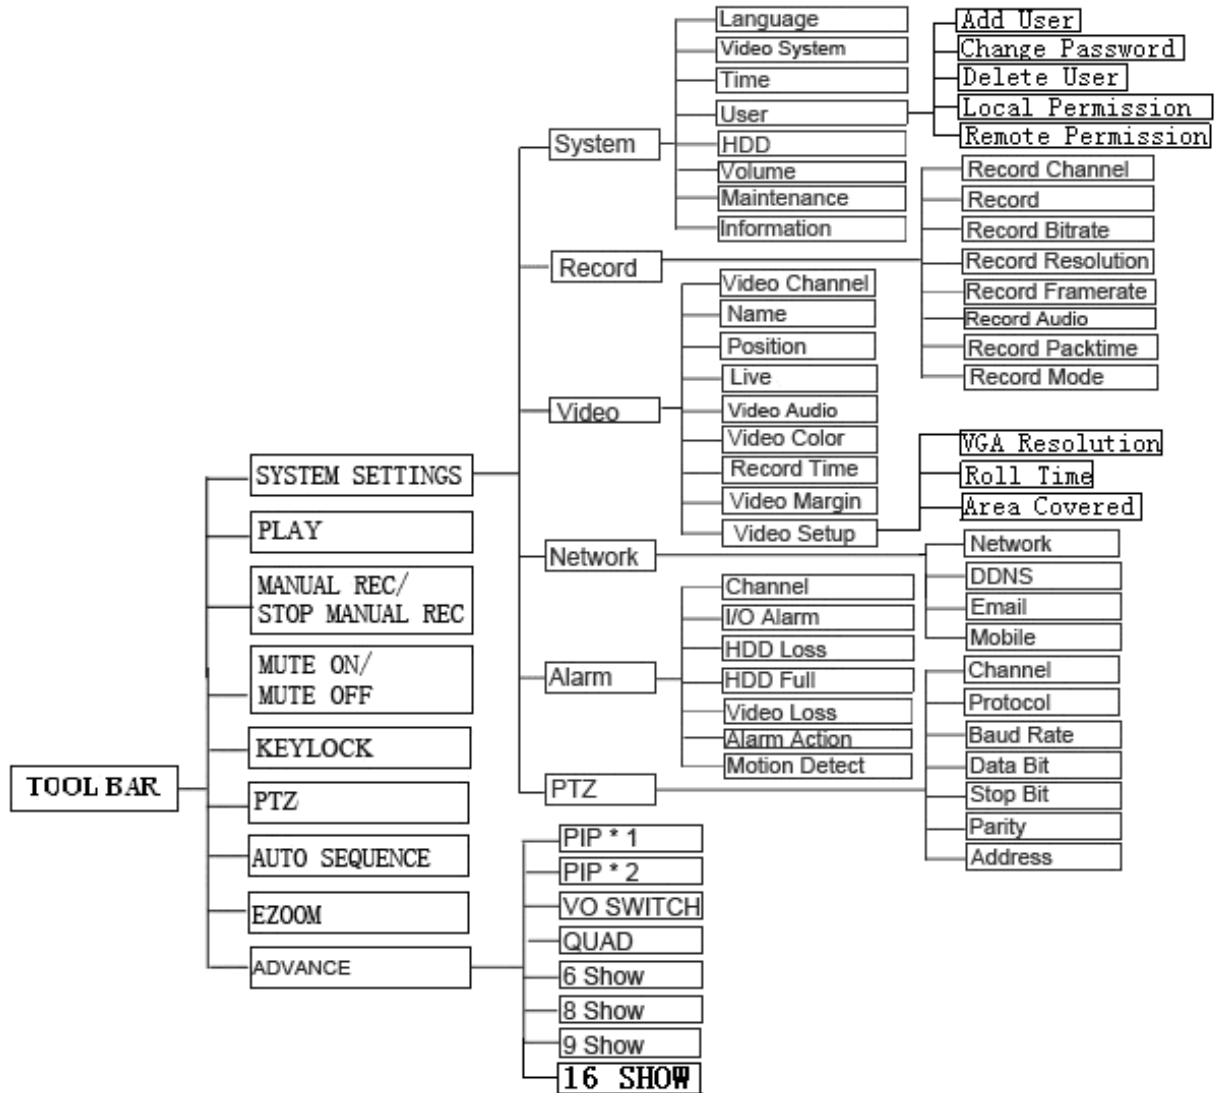 TOOL BAR
SYSTEM SETTINGS
PLAY
MANUAL REC/
STOP MANUAL REC
MUTE ON/
MUTE OFF
KEYLOCK
PTZ
AUTO SEQUENCE
EZOOM
ADVANCE
System
Record
Video
Network
Alarm
PTZ
PIP * 1
PIP * 2
VO SWITCH
QUAD
6 Show
8 Show
9 Show
16 SHOW
Language
Video System
Time
User
HDD
Volume
Maintenance
Information
Video Channel
Name
Position
Live
Video Audio
Video Color
Record Time
Video Margin
Video Setup
Channel
I/O Alarm
HDD Loss
HDD Full
Video Loss
Alarm Action
Motion Detect
Add User
Change Password
Delete User
Local Permission
Remote Permission
Record Channel
Record
Record Bitrate
Record Resolution
Record Framerate
Record Audio
Record Packtime
Record Mode
VGA Resolution
Roll Time
Area Covered
Network
DDNS
Email
Mobile
Channel
Protocol
Baud Rate
Data Bit
Stop Bit
Parity
Address